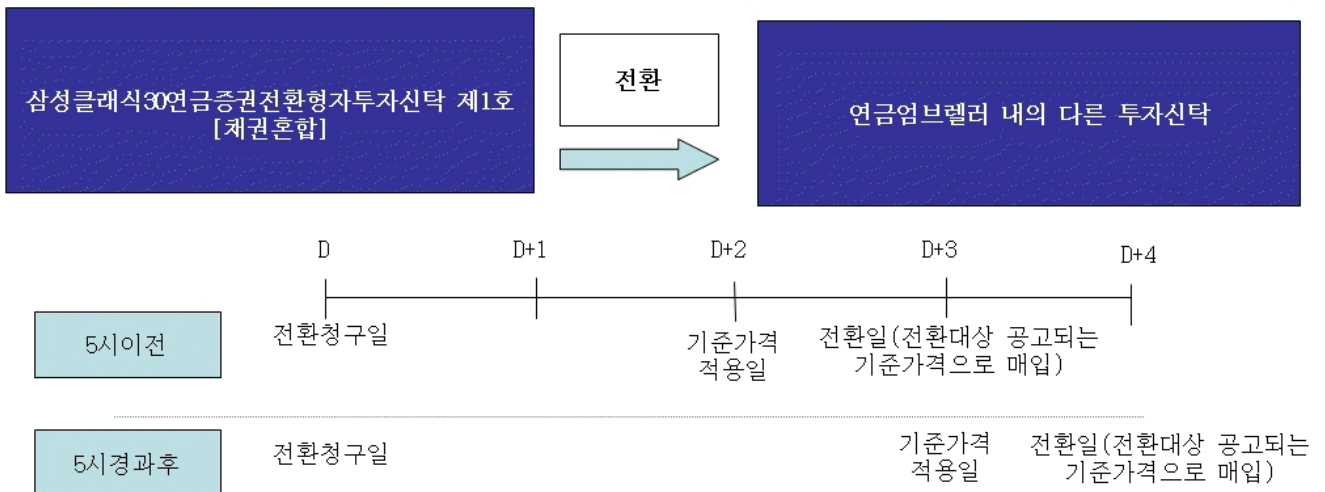 삼성클래식30연금증권전환형자투자신탁 제1호
[채권혼합]
전환
연금엄브렐러 내의 다른 투자신탁
D
D+1
D+2
D+3
D+4
5시이전
전환청구일
기준가격
적용일
전환일(전환대상 공고되는
기준가격으로 매입)
5시경과후
전환청구일
기준가격
적용일
전환일(전환대상 공고되는
기준가격으로 매입)